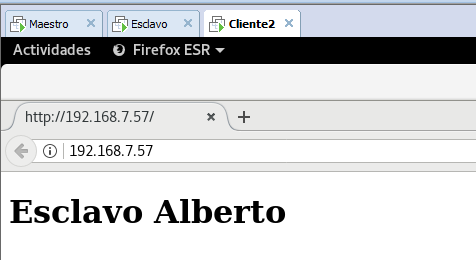 Maestro Esclavo Cliente2
Actividades Firefox ESR
http://192.168.7.57/
192.168.7.57
Esclavo Alberto